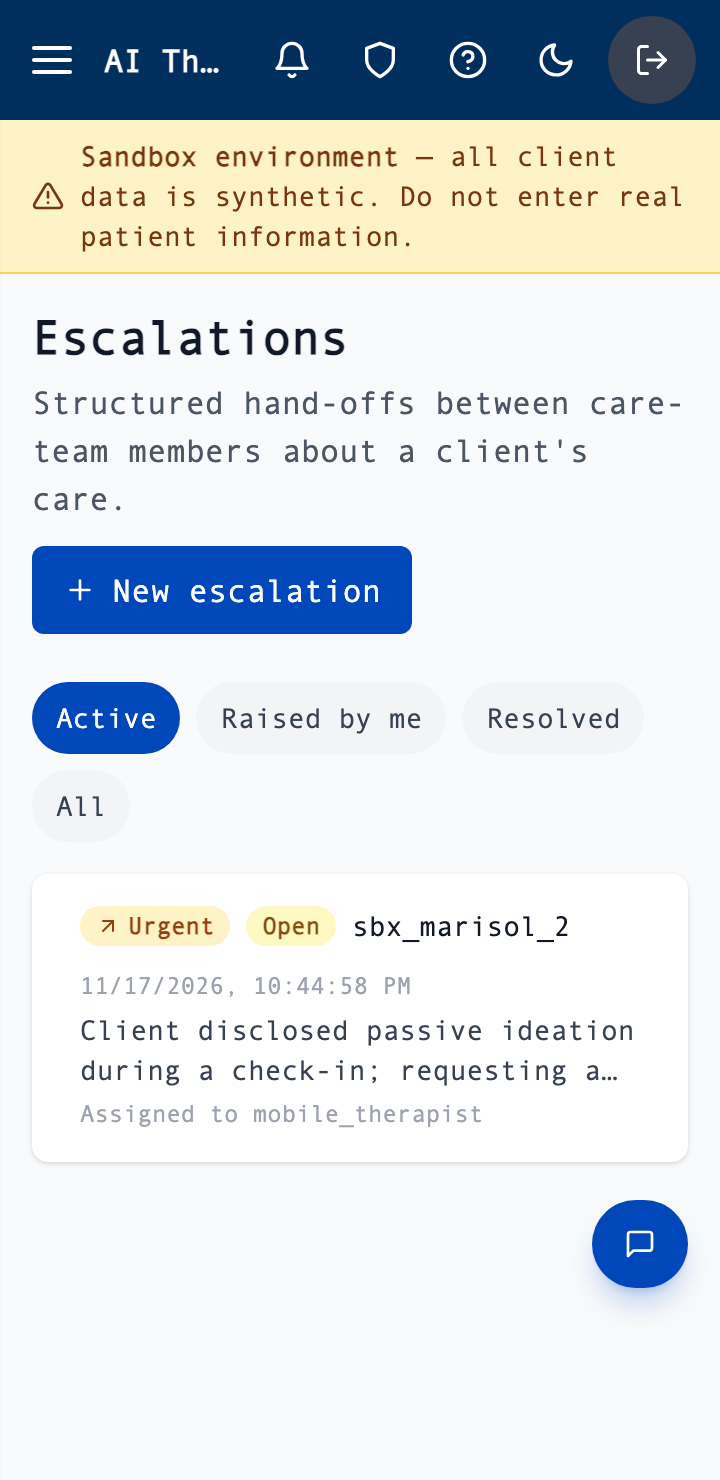 AI Th…
Sandbox environment — all client
data is synthetic. Do not enter real
patient information.
Escalations
Structured hand-offs between care-
team members about a client's
care.
+ New escalation
Active
Raised by me
Resolved
All
Urgent
Open
sbx_marisol_2
11/17/2026, 10:44:58 PM
Client disclosed passive ideation
during a check-in; requesting a…
Assigned to mobile_therapist